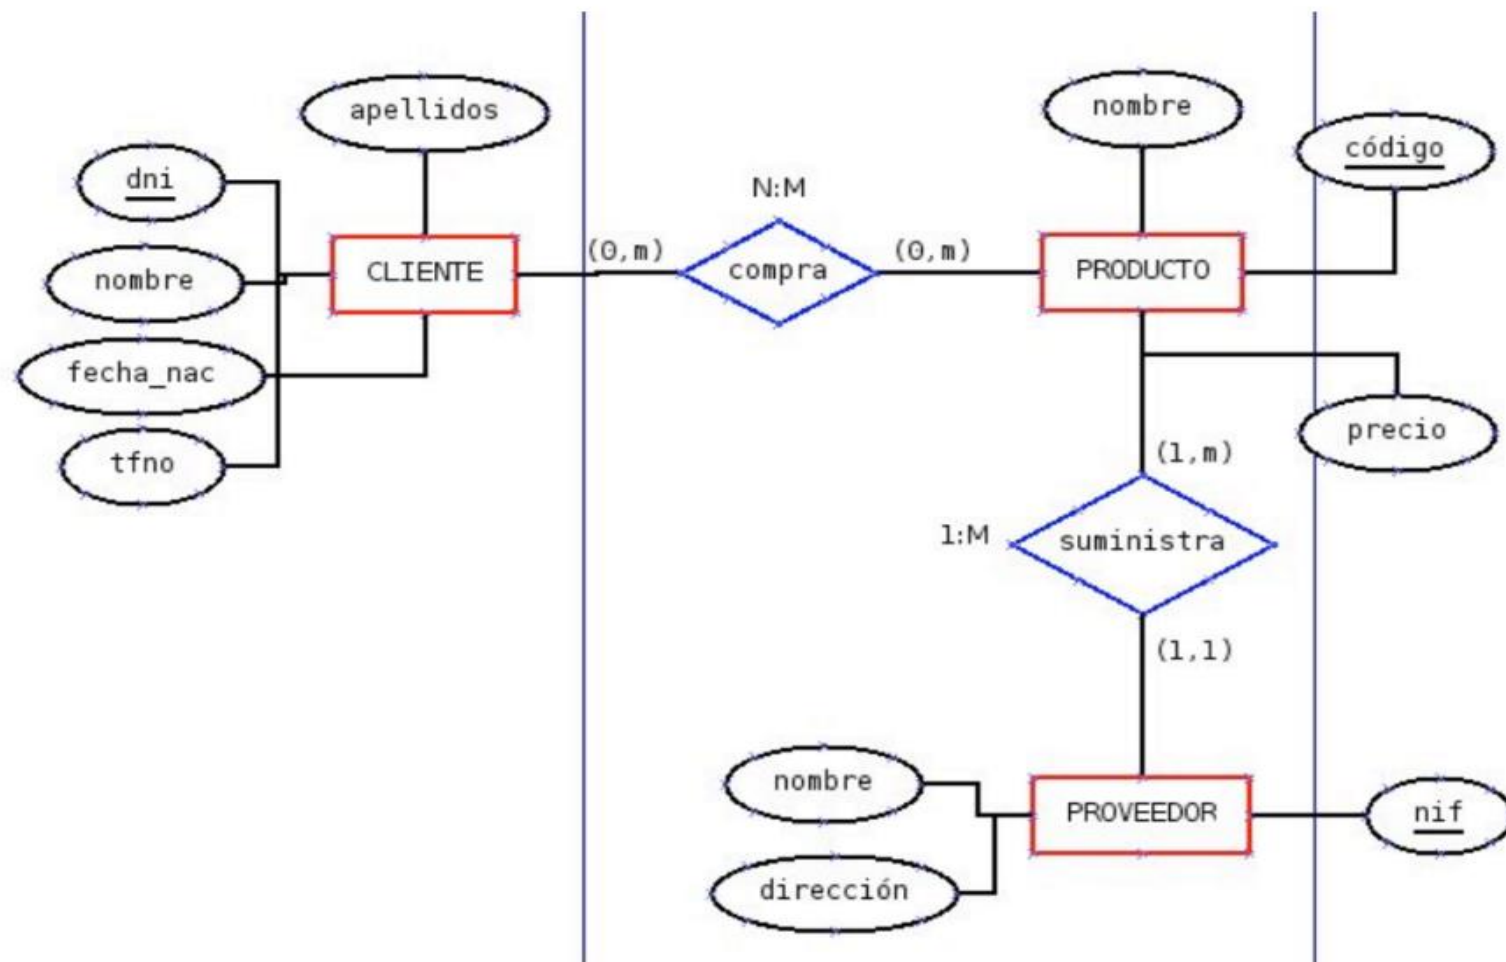 apellidos
nombre
código
dni
N:M
nombre
CLIENTE
(0,m)
compra
(0,m)
PRODUCTO
fecha_nac
tfno
precio
(1,m)
1:M
suministra
(1,1)
nombre
PROVEEDOR
nif
dirección